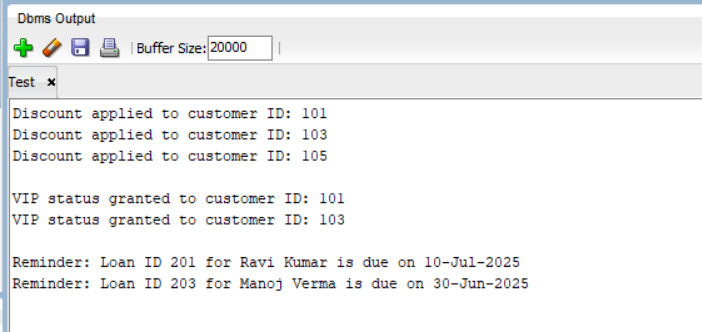 Dbms Output
Buffer Size: 20000
Test
Discount applied to customer ID: 101
Discount applied to customer ID: 103
Discount applied to customer ID: 105
VIP status granted to customer ID: 101
VIP status granted to customer ID: 103
Reminder: Loan ID 201 for Ravi Kumar is due on 10-Jul-2025
Reminder: Loan ID 203 for Manoj Verma is due on 30-Jun-2025